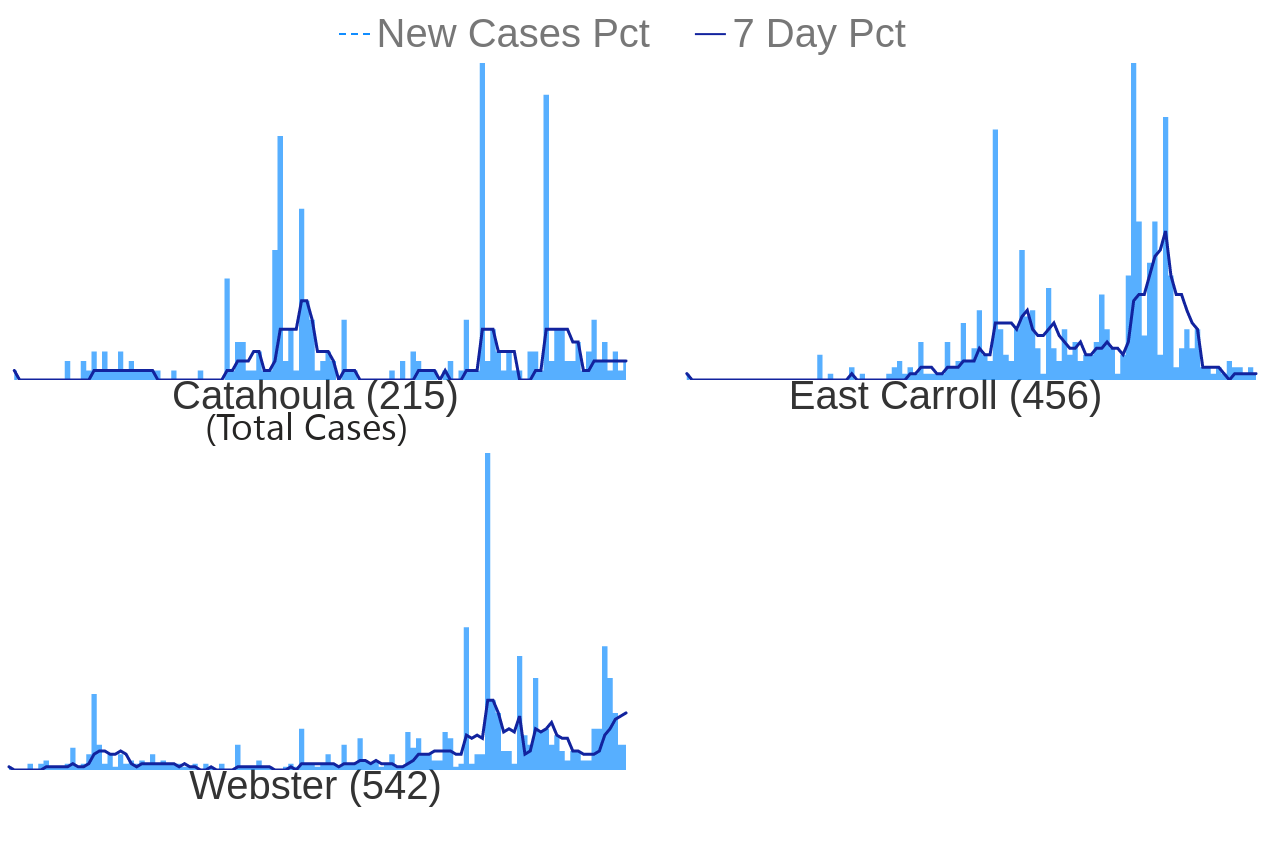 New Cases Pct 7 Day Pct
Catahoula (215)
(Total Cases)
East Carroll (456)
Webster (542)